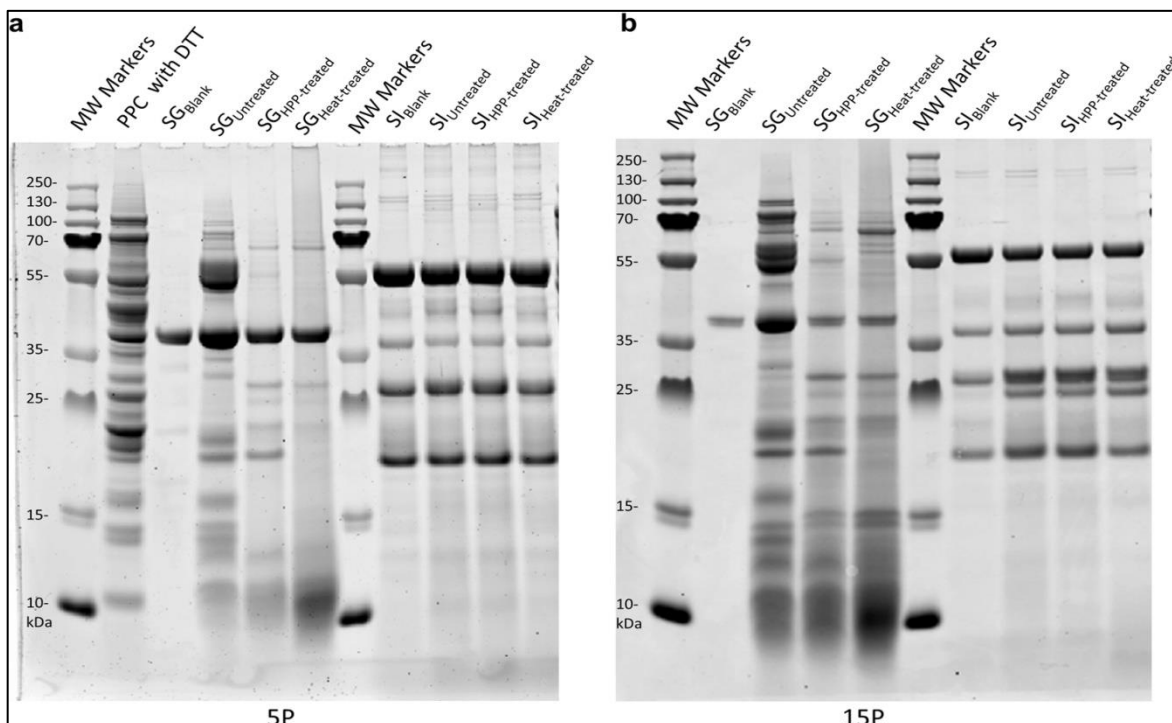 a
MW Markers
PPC with DTT
SGBlank
SGUntreated
SGHPP-treated
SGHeat-treated
MW Markers
SIBlank
SIUntreated
SIHPP-treated
SIHeat-treated
250-
130-
100-
70-
55-
35-
25-
15-
10-
kDa
5P
b
MW Markers
SGBlank
SGUntreated
SGHPP-treated
SGHeat-treated
MW Markers
SIBlank
SIUntreated
SIHPP-treated
SIHeat-treated
250-
130-
100-
70-
55-
35-
25-
15-
10-
kDa
15P